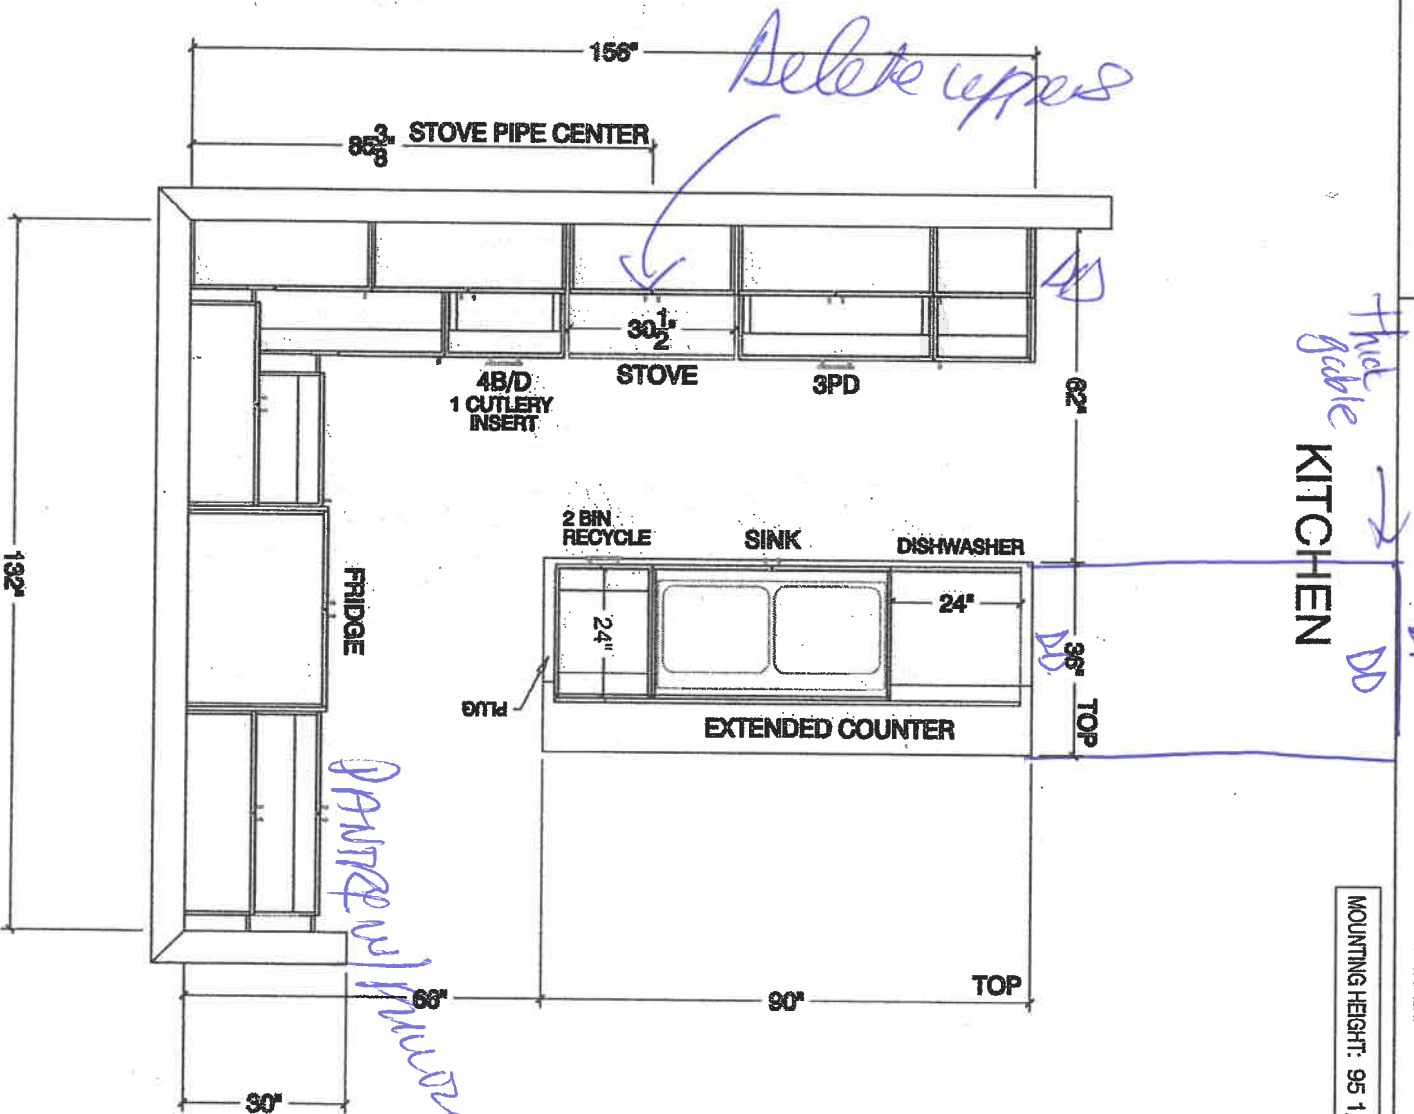 156"
Delete uppers
85 3/8" STOVE PIPE CENTER
30 1/2"
STOVE
4B/D
1 CUTLERY
INSERT
3PD
DD
62"
Thick
gable
KITCHEN
2 BIN
RECYCLE
SINK
DISHWASHER
24"
24"
DD
36"
TOP
DD
PLUG
EXTENDED COUNTER
FRIDGE
132"
PANTRY w/
66"
90"
TOP
30"
MOUNTING HEIGHT: 95 1